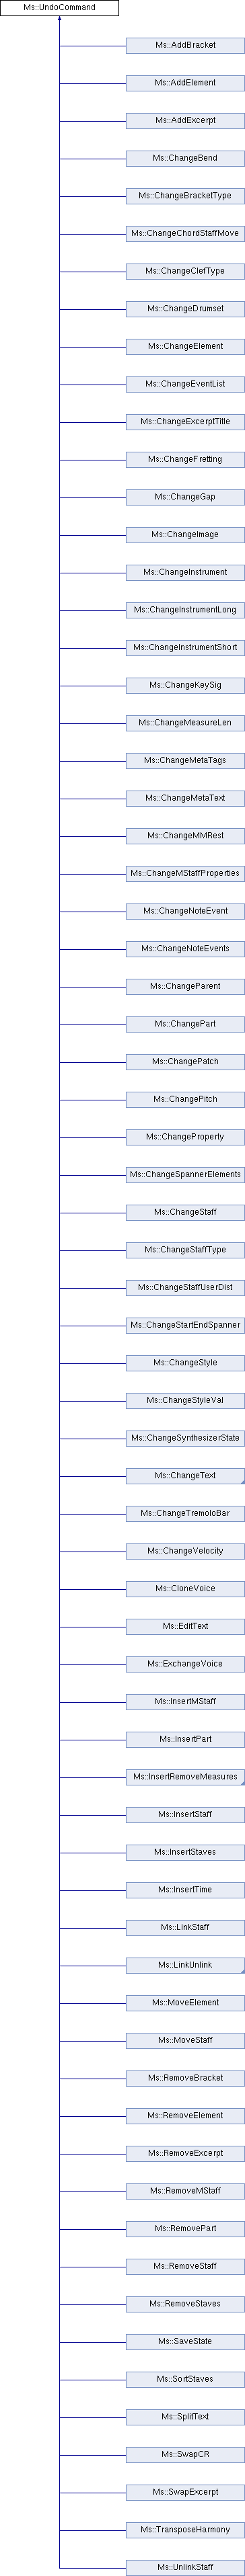 Ms::UndoCommand
Ms::AddBracket
Ms::AddElement
Ms::AddExcerpt
Ms::ChangeBend
Ms::ChangeBracketType
Ms::ChangeChordStaffMove
Ms::ChangeClefType
Ms::ChangeDrumset
Ms::ChangeElement
Ms::ChangeEventList
Ms::ChangeExcerptTitle
Ms::ChangeFretting
Ms::ChangeGap
Ms::ChangeImage
Ms::ChangeInstrument
Ms::ChangeInstrumentLong
Ms::ChangeInstrumentShort
Ms::ChangeKeySig
Ms::ChangeMeasureLen
Ms::ChangeMetaTags
Ms::ChangeMetaText
Ms::ChangeMMRest
Ms::ChangeMStaffProperties
Ms::ChangeNoteEvent
Ms::ChangeNoteEvents
Ms::ChangeParent
Ms::ChangePart
Ms::ChangePatch
Ms::ChangePitch
Ms::ChangeProperty
Ms::ChangeSpannerElements
Ms::ChangeStaff
Ms::ChangeStaffType
Ms::ChangeStaffUserDist
Ms::ChangeStartEndSpanner
Ms::ChangeStyle
Ms::ChangeStyleVal
Ms::ChangeSynthesizerState
Ms::ChangeText
Ms::ChangeTremoloBar
Ms::ChangeVelocity
Ms::CloneVoice
Ms::EditText
Ms::ExchangeVoice
Ms::InsertMStaff
Ms::InsertPart
Ms::InsertRemoveMeasures
Ms::InsertStaff
Ms::InsertStaves
Ms::InsertTime
Ms::LinkStaff
Ms::LinkUnlink
Ms::MoveElement
Ms::MoveStaff
Ms::RemoveBracket
Ms::RemoveElement
Ms::RemoveExcerpt
Ms::RemoveMStaff
Ms::RemovePart
Ms::RemoveStaff
Ms::RemoveStaves
Ms::SaveState
Ms::SortStaves
Ms::SplitText
Ms::SwapCR
Ms::SwapExcerpt
Ms::TransposeHarmony
Ms::UnlinkStaff